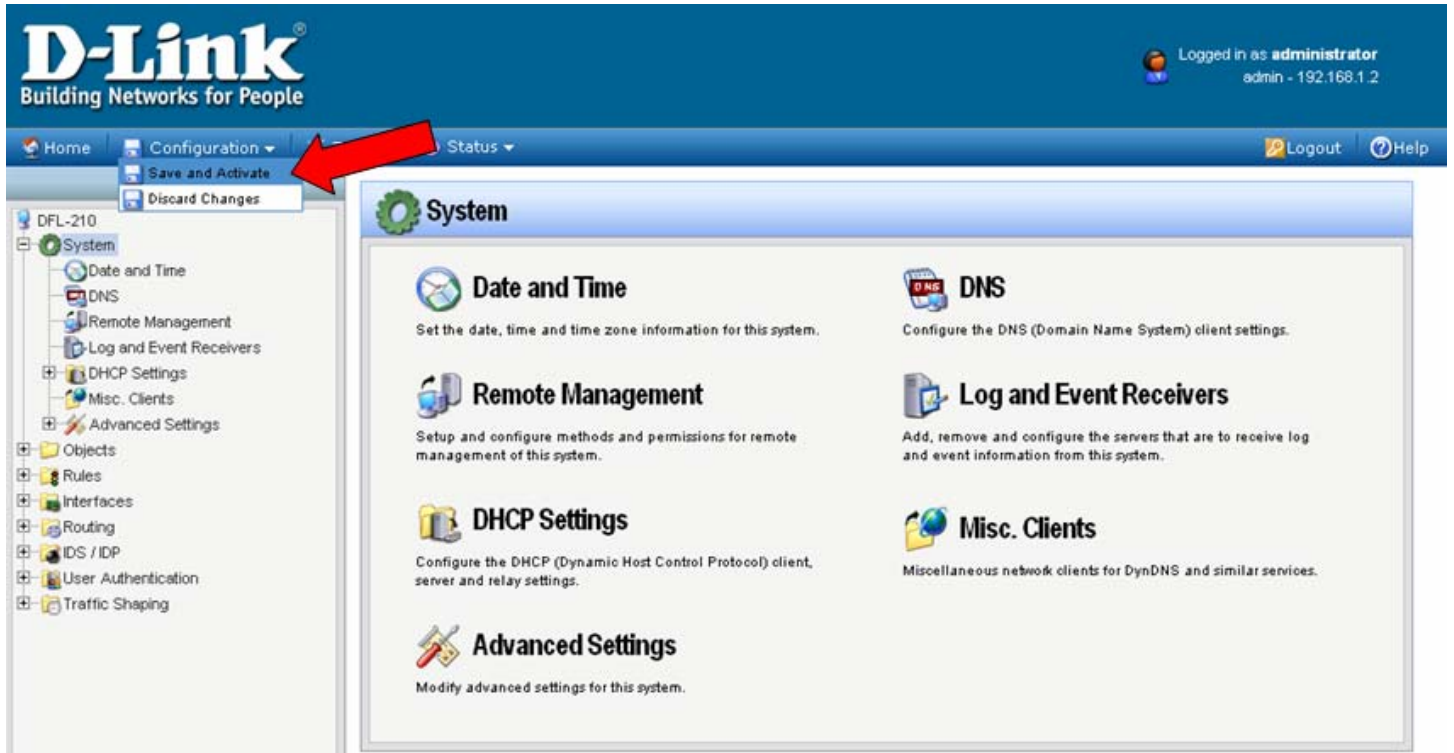 D-Link®
Building Networks for People
Logged in as administrator
admin - 192.168.1.2
Home Configuration Status Logout Help
Save and Activate
Discard Changes
DFL-210
System
Date and Time
DNS
Remote Management
Log and Event Receivers
DHCP Settings
Misc. Clients
Advanced Settings
Objects
Rules
Interfaces
Routing
IDS / IDP
User Authentication
Traffic Shaping
System
Date and Time
Set the date, time and time zone information for this system.
DNS
Configure the DNS (Domain Name System) client settings.
Remote Management
Setup and configure methods and permissions for remote
management of this system.
Log and Event Receivers
Add, remove and configure the servers that are to receive log
and event information from this system.
DHCP Settings
Configure the DHCP (Dynamic Host Control Protocol) client,
server and relay settings.
Misc. Clients
Miscellaneous network clients for DynDNS and similar services.
Advanced Settings
Modify advanced settings for this system.